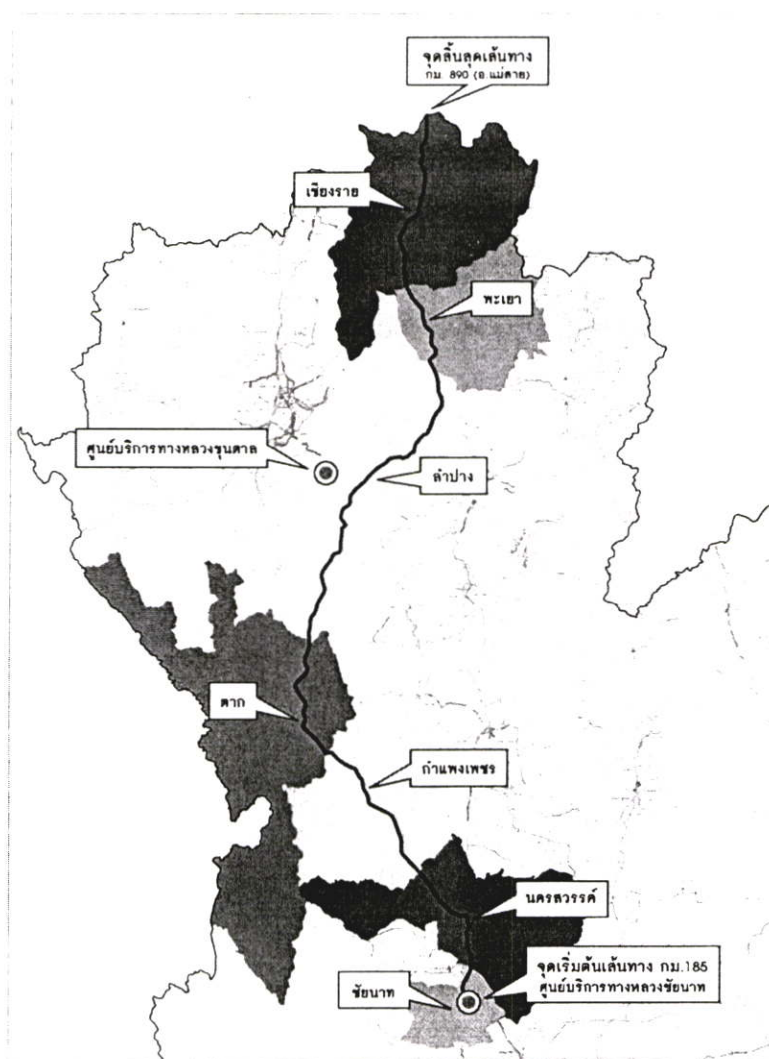 จุดสิ้นสุดเส้นทาง
กม. 890 (อ.แม่สาย)
เชียงราย
พะเยา
ศูนย์บริการทางหลวงขุนตาล
ลำปาง
ตาก
กำแพงเพชร
นครสวรรค์
จุดเริ่มต้นเส้นทาง กม.185
ศูนย์บริการทางหลวงชัยนาท
ชัยนาท